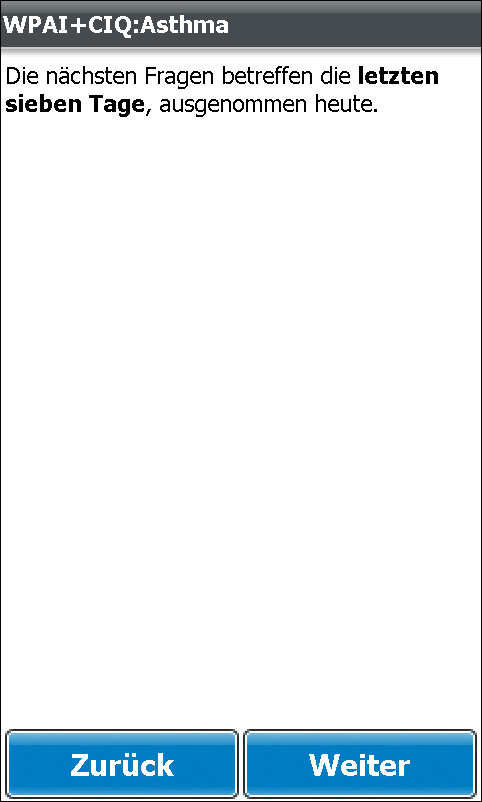 WPAI+CIQ:Asthma
Die nächsten Fragen betreffen die letzten
sieben Tage, ausgenommen heute.
Zurück
Weiter